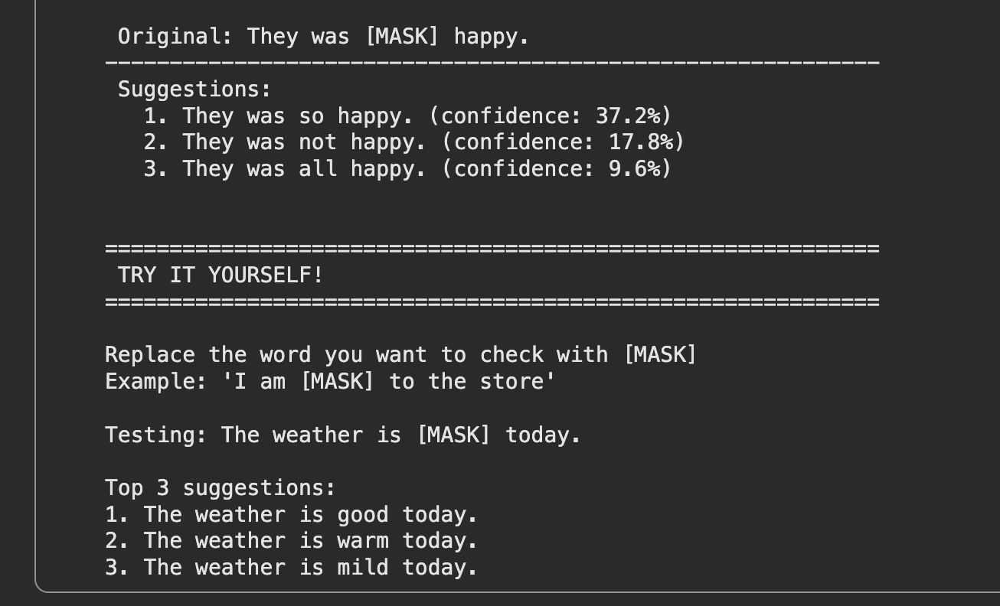 Original: They was [MASK] happy.
------------------------------------------------------------
Suggestions:
1. They was so happy. (confidence: 37.2%)
2. They was not happy. (confidence: 17.8%)
3. They was all happy. (confidence: 9.6%)
============================================================
TRY IT YOURSELF!
============================================================
Replace the word you want to check with [MASK]
Example: 'I am [MASK] to the store'
Testing: The weather is [MASK] today.
Top 3 suggestions:
1. The weather is good today.
2. The weather is warm today.
3. The weather is mild today.